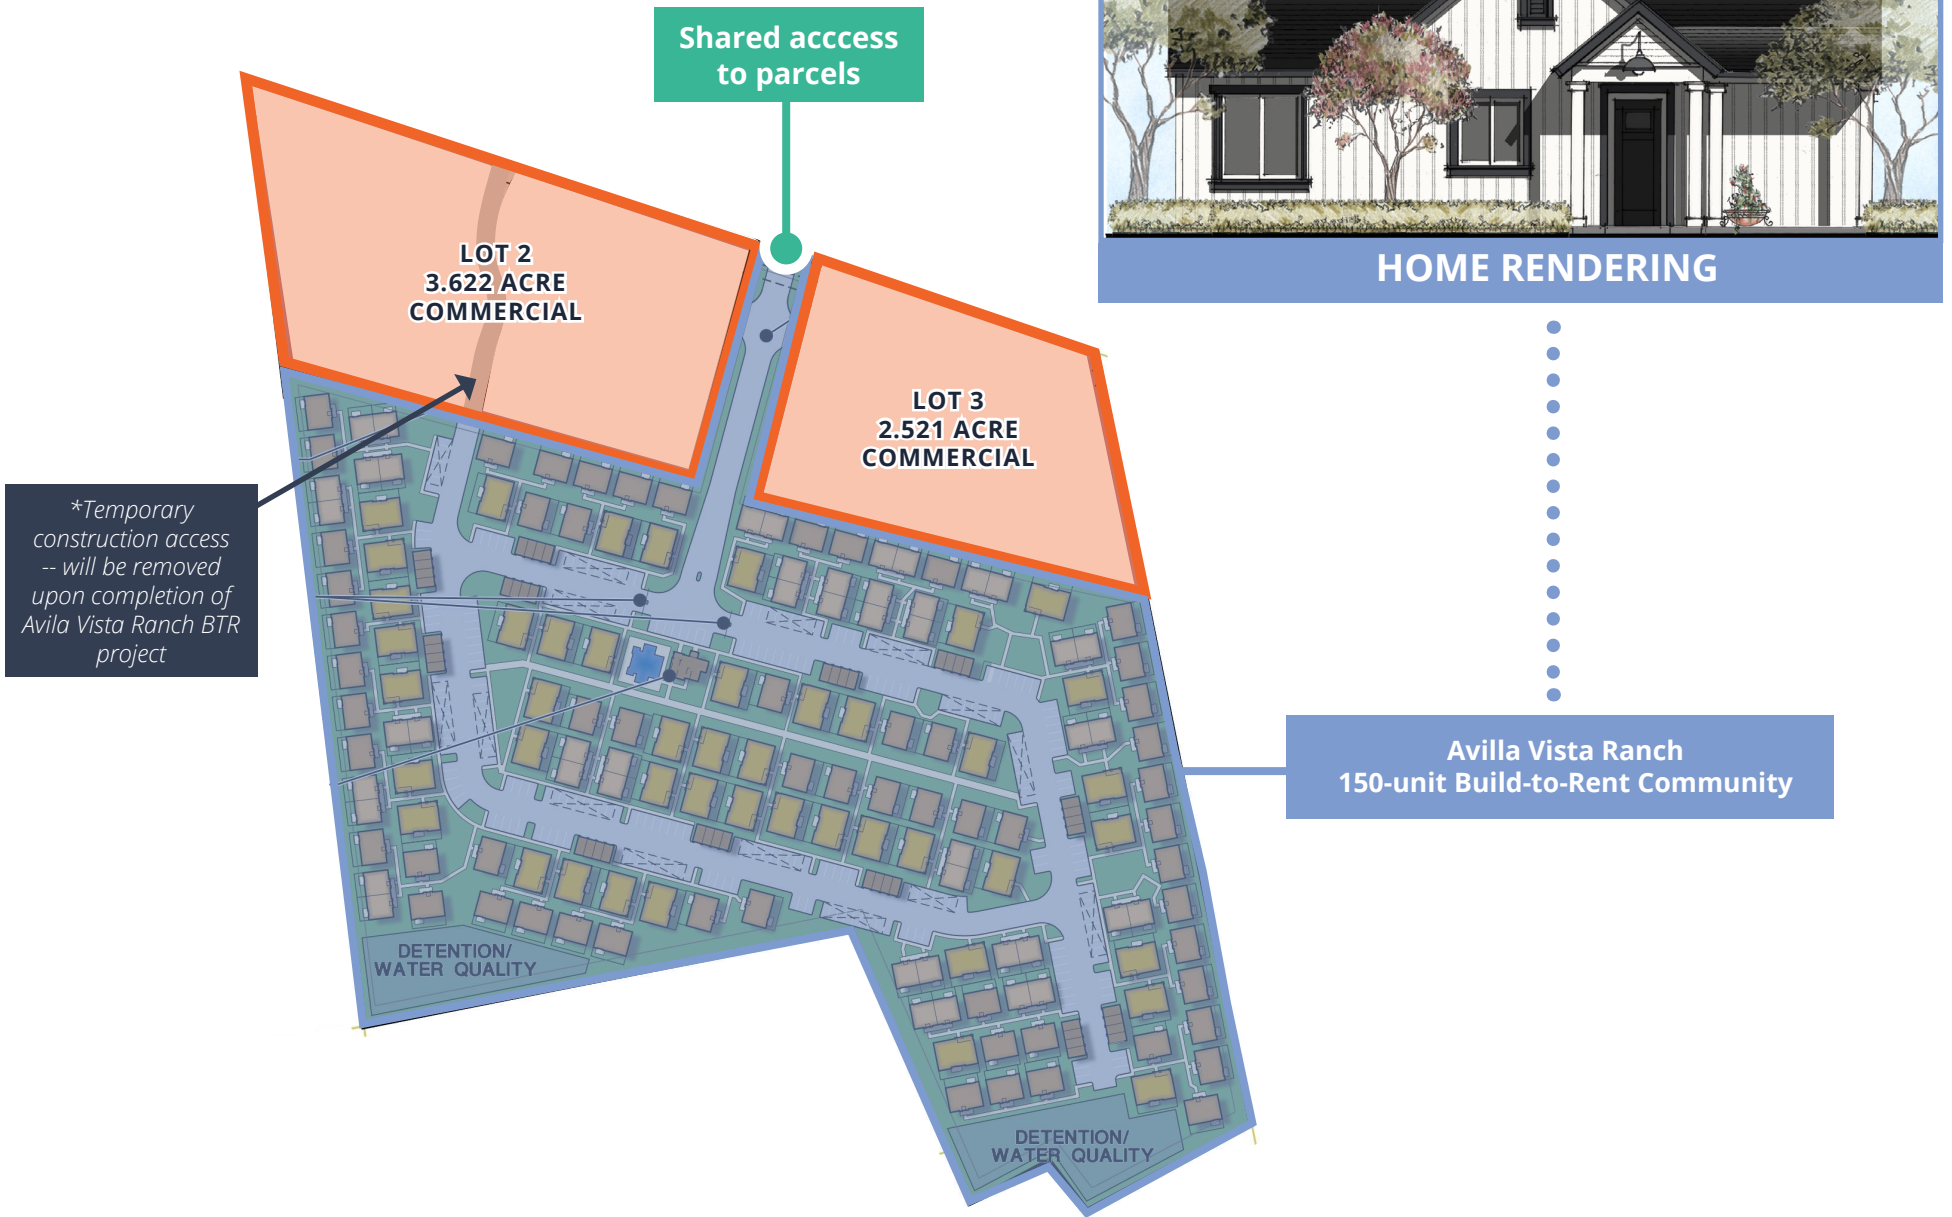 Shared acccess
to parcels
HOME RENDERING
LOT 2
3.622 ACRE
COMMERCIAL
LOT 3
2.521 ACRE
COMMERCIAL
*Temporary
construction access
-- will be removed
upon completion of
Avila Vista Ranch BTR
project
Avilla Vista Ranch
150-unit Build-to-Rent Community
DETENTION/
WATER QUALITY
DETENTION/
WATER QUALITY